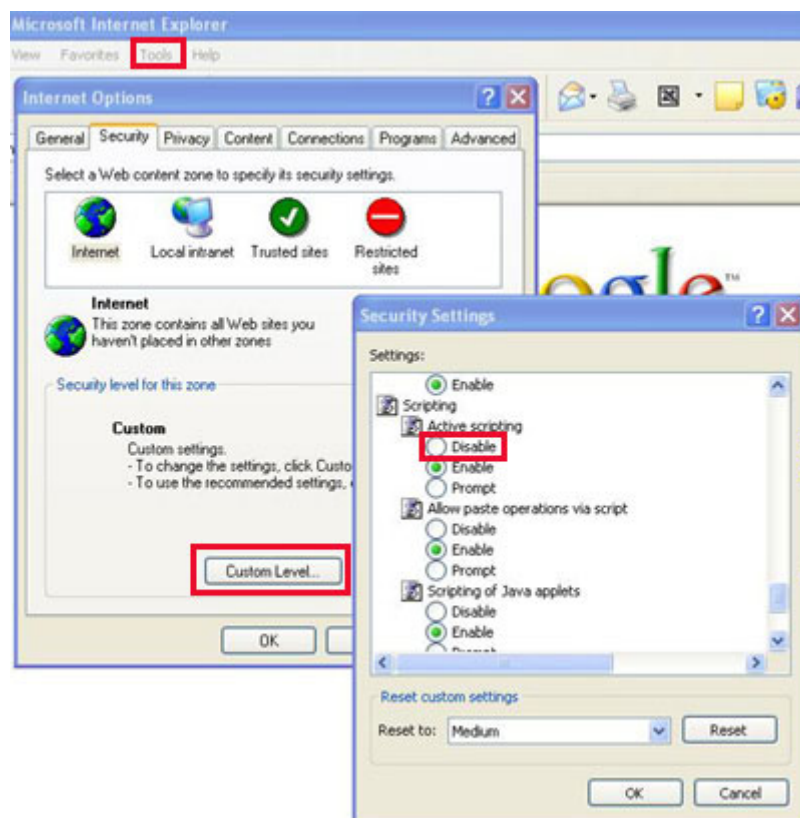 Microsoft Internet Explorer
View Favorites Tools Help
Internet Options
General Security Privacy Content Connections Programs Advanced
Select a Web content zone to specify its security settings.
Internet Local intranet Trusted sites Restricted sites
Internet
This zone contains all Web sites you
haven't placed in other zones
Security level for this zone
Custom
Custom settings.
- To change the settings, click Custo
- To use the recommended settings,
Custom Level...
OK
ogle™
Security Settings
Settings:
Enable
Scripting
Active scripting
Disable
Enable
Prompt
Allow paste operations via script
Disable
Enable
Prompt
Scripting of Java applets
Disable
Enable
Prompt
Reset custom settings
Reset to: Medium Reset
OK Cancel